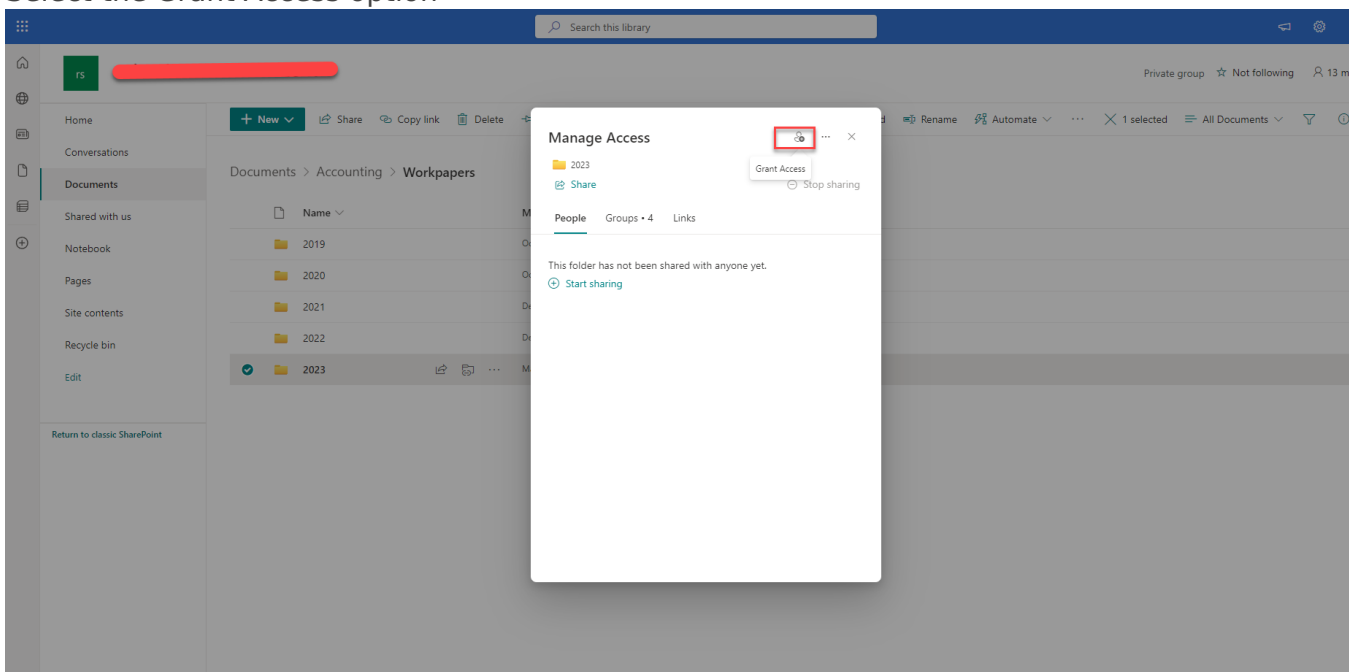 Select the Grant Access option
Search this library
rs
Private group Not following 13 m
Home
Conversations
Documents
Shared with us
Notebook
Pages
Site contents
Recycle bin
Edit
Return to classic SharePoint
New Share Copy link Delete
Rename Automate ... 1 selected All Documents
Documents > Accounting > Workpapers
Name M
2019
2020
2021
2022
2023 ... M
Manage Access ...
2023
Grant Access
Share Stop sharing
People Groups • 4 Links
This folder has not been shared with anyone yet.
Start sharing